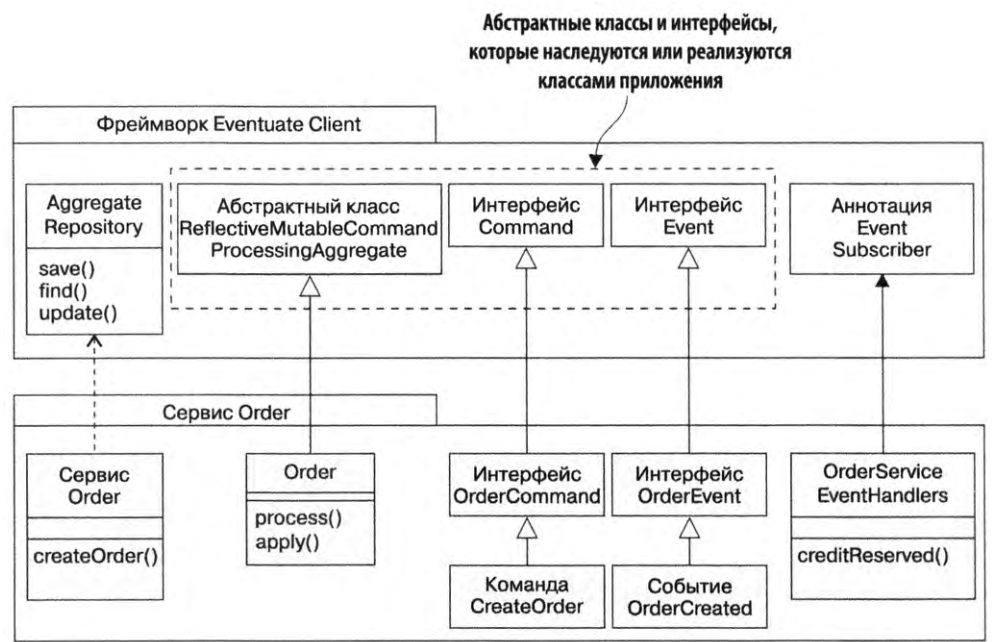 Абстрактные классы и интерфейсы,
которые наследуются или реализуются
классами приложения
Фреймворк Eventuate Client
Aggregate
Repository
save()
find()
update()
Абстрактный класс
ReflectiveMutableCommand
ProcessingAggregate
Интерфейс
Command
Интерфейс
Event
Аннотация
Event
Subscriber
Сервис Order
Сервис
Order
createOrder()
Order
process()
apply()
Интерфейс
OrderCommand
Интерфейс
OrderEvent
OrderService
EventHandlers
creditReserved()
Команда
CreateOrder
Событие
OrderCreated